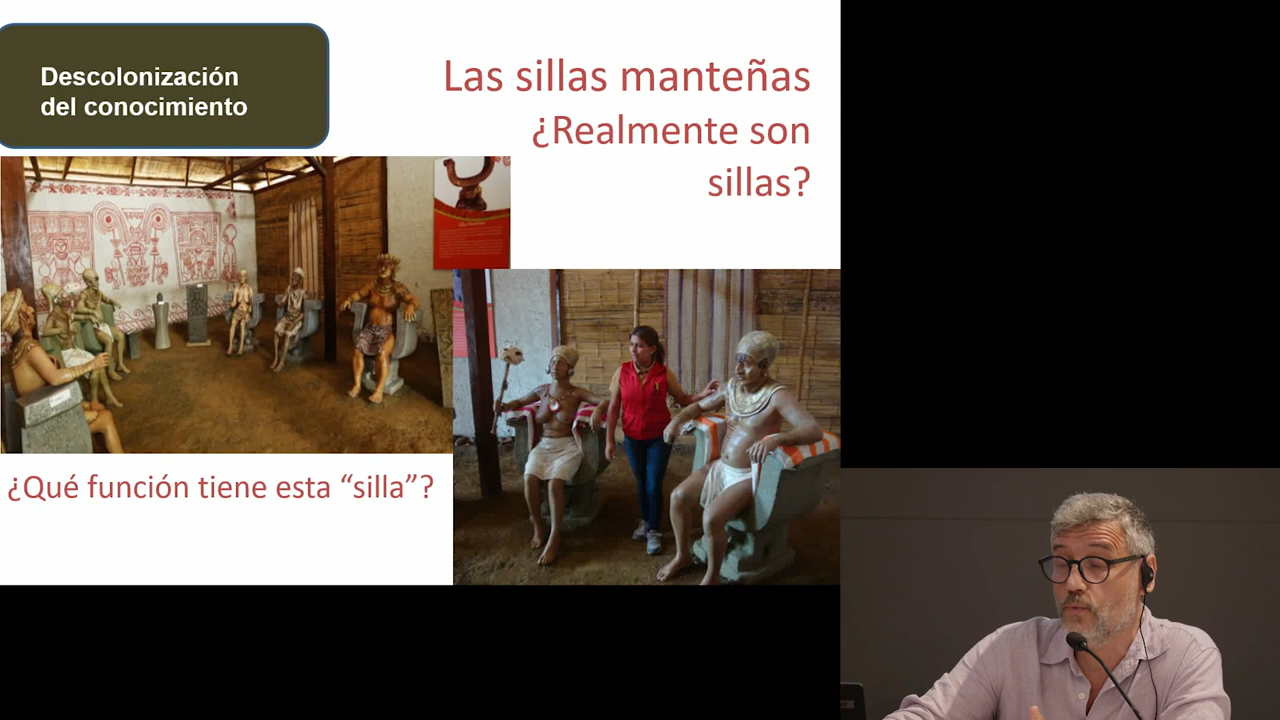 Descolonización
del conocimiento
Las sillas manteñas
¿Realmente son
sillas?
¿Qué función tiene esta “silla”?